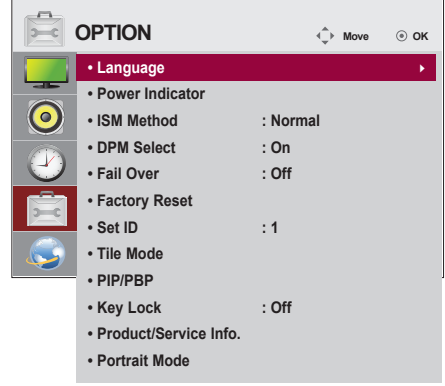 OPTION Move OK
• Language
• Power Indicator
• ISM Method : Normal
• DPM Select : On
• Fail Over : Off
• Factory Reset
• Set ID : 1
• Tile Mode
• PIP/PBP
• Key Lock : Off
• Product/Service Info.
• Portrait Mode